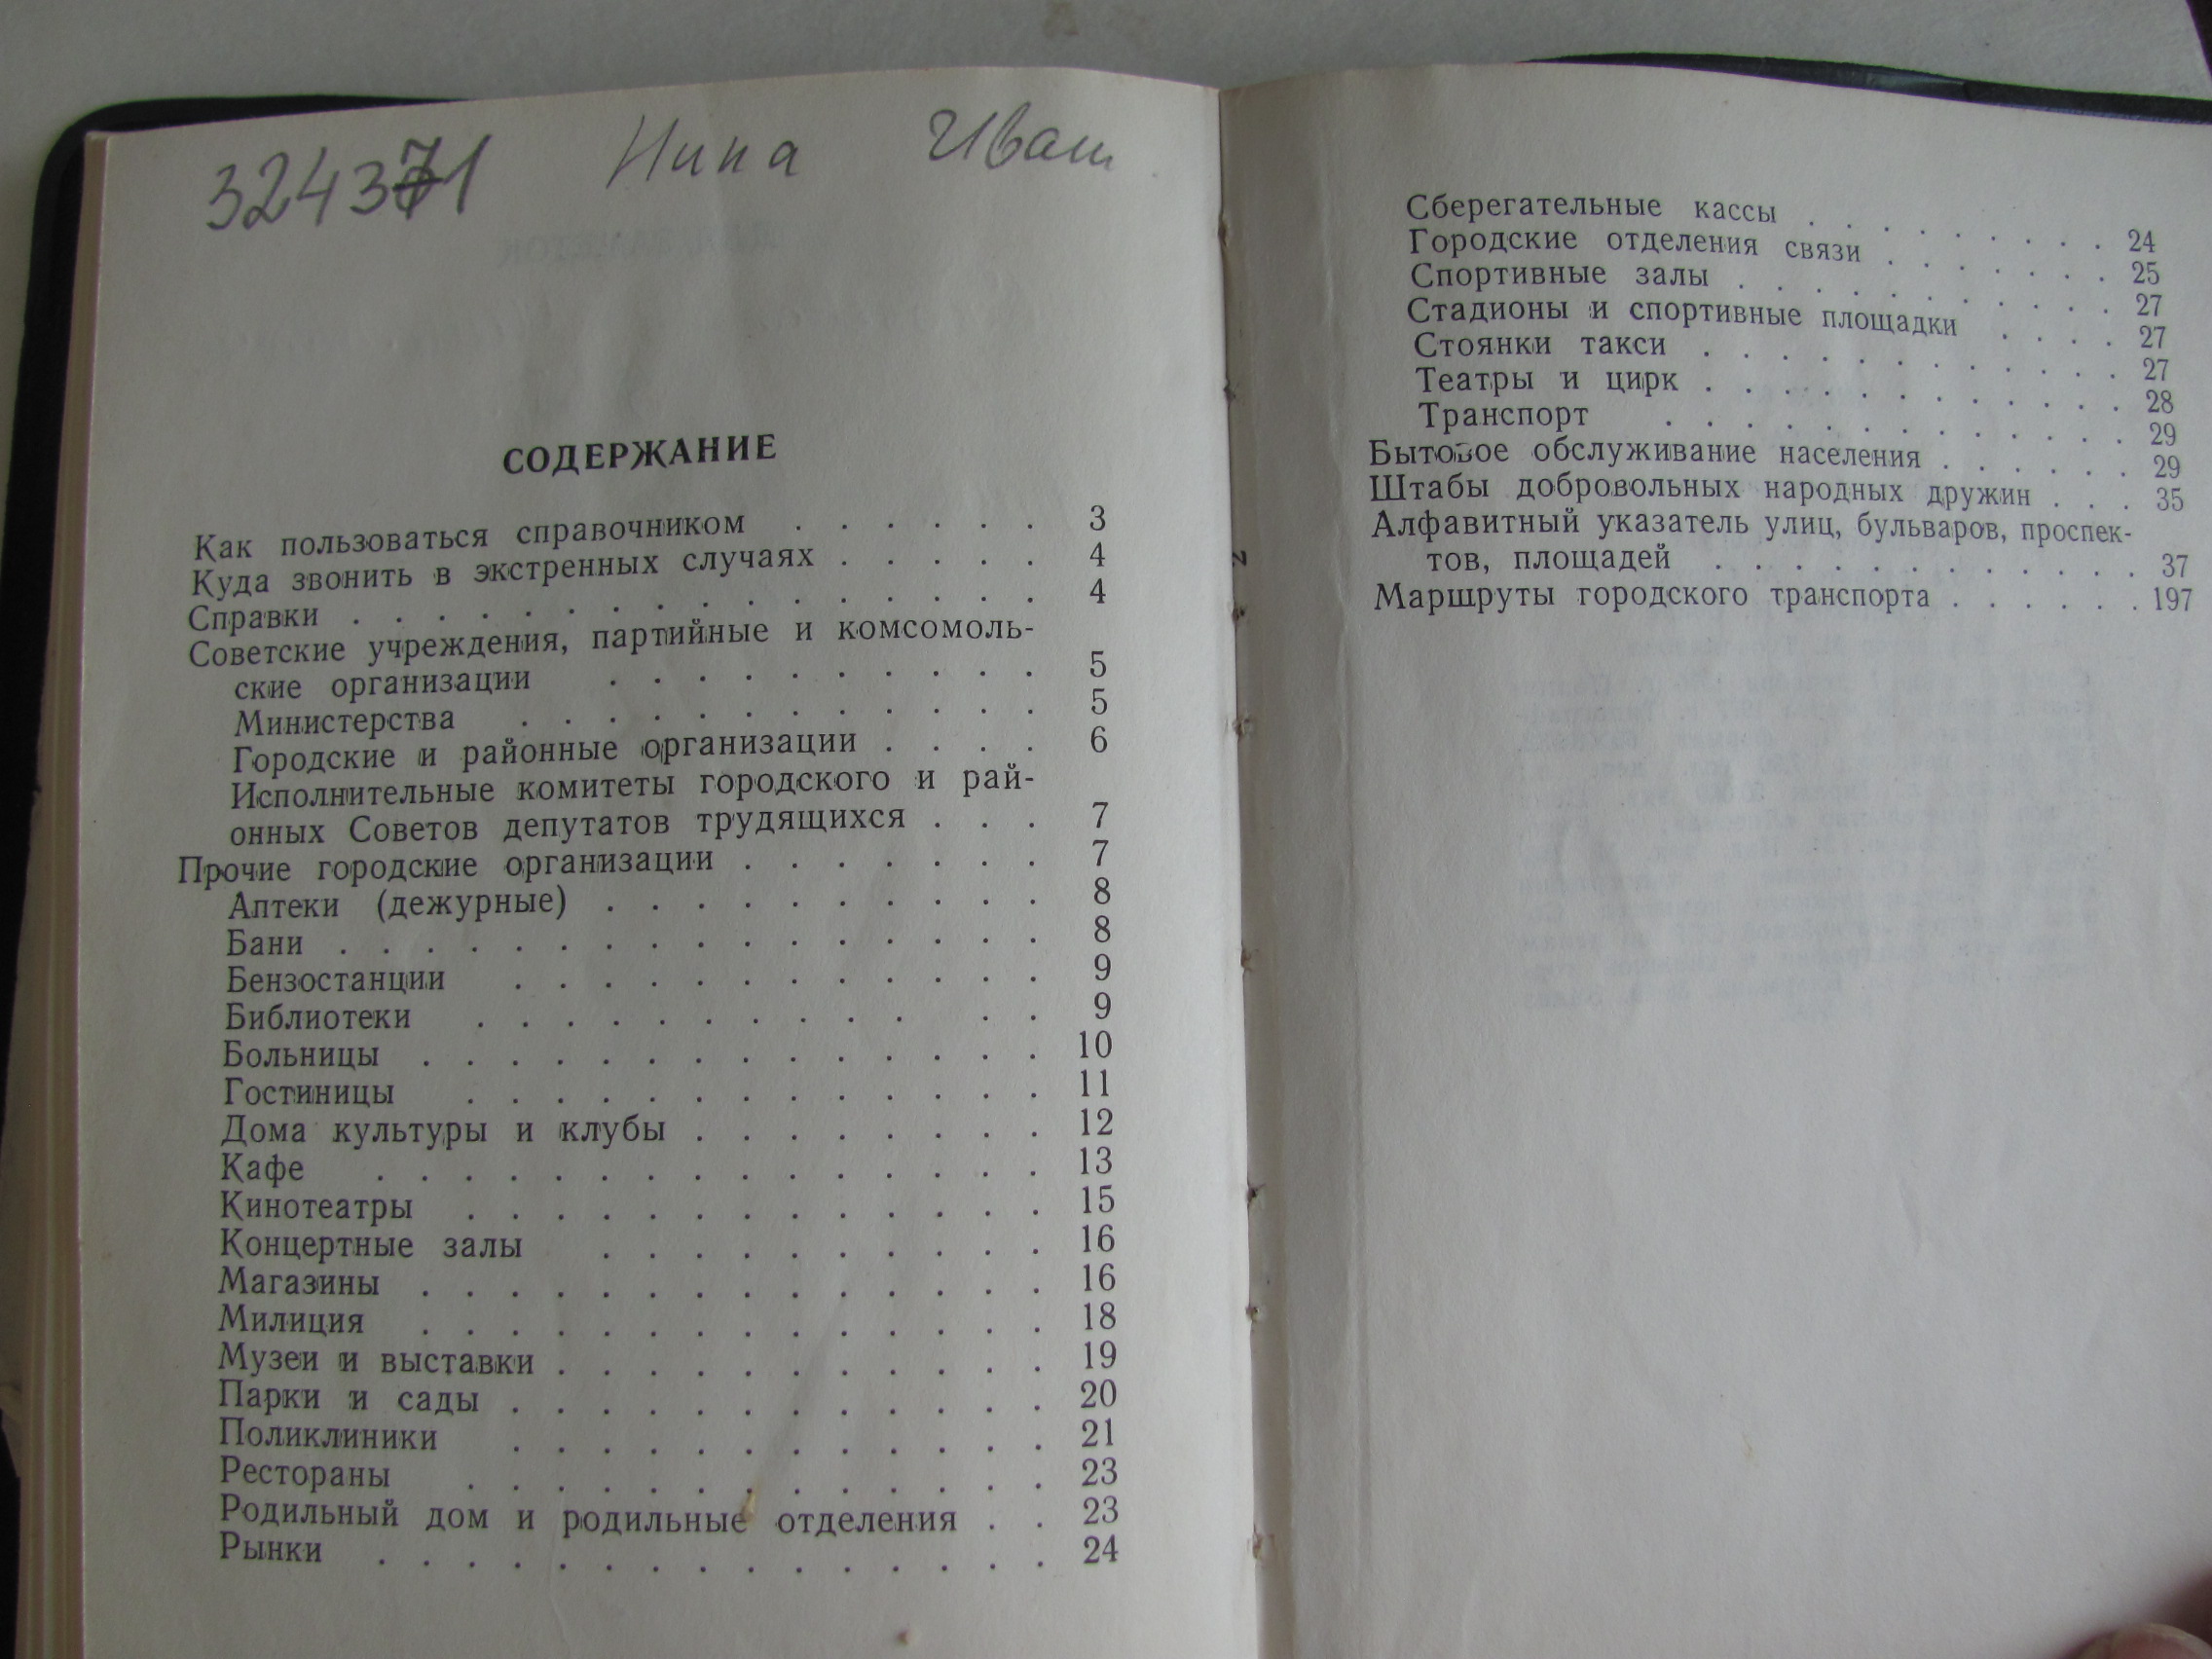 324371 Нина Иван
СОДЕРЖАНИЕ
Как пользоваться справочником . . . . . . 3
Куда звонить в экстренных случаях . . . . . 4
Справки . . . . . . . . . . . . . . 4
Советские учреждения, партийные и комсомоль-
ские организации . . . . . . . . . . 5
Министерства . . . . . . . . . . . . 5
Городские и районные организации . . . . 6
Исполнительные комитеты городского и рай-
онных Советов депутатов трудящихся . . . 7
Прочие городские организации . . . . . . . 7
Аптеки (дежурные) . . . . . . . . . . 8
Бани . . . . . . . . . . . . . . . . 8
Бензостанции . . . . . . . . . . . . 9
Библиотеки . . . . . . . . . . . . 9
Больницы . . . . . . . . . . . . . . 10
Гостиницы . . . . . . . . . . . . . 11
Дома культуры и клубы . . . . . . . . 12
Кафе . . . . . . . . . . . . . . . 13
Кинотеатры . . . . . . . . . . . . . 15
Концертные залы . . . . . . . . . . 16
Магазины . . . . . . . . . . . . . . 16
Милиция . . . . . . . . . . . . . . 18
Музеи и выставки . . . . . . . . . . . 19
Парки и сады . . . . . . . . . . . . 20
Поликлиники . . . . . . . . . . . . 21
Рестораны . . . . . . . . . . . . . 23
Родильный дом и родильные отделения . . 23
Рынки . . . . . . . . . . . . . . . 24
Сберегательные кассы . . . . . . . . . 24
Городские отделения связи . . . . . . . 25
Спортивные залы . . . . . . . . . . 27
Стадионы и спортивные площадки . . . . 27
Стоянки такси . . . . . . . . . . . 27
Театры и цирк . . . . . . . . . . . 28
Транспорт . . . . . . . . . . . . 29
Бытовое обслуживание населения . . . . . . 29
Штабы добровольных народных дружин . . . 35
Алфавитный указатель улиц, бульваров, проспек-
тов, площадей . . . . . . . . . . . . 37
Маршруты городского транспорта . . . . . . 197